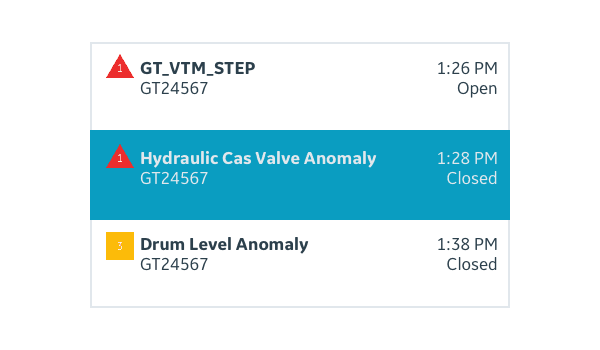 1 GT_VTM_STEP 1:26 PM
GT24567 Open
1 Hydraulic Cas Valve Anomaly 1:28 PM
GT24567 Closed
3 Drum Level Anomaly 1:38 PM
GT24567 Closed